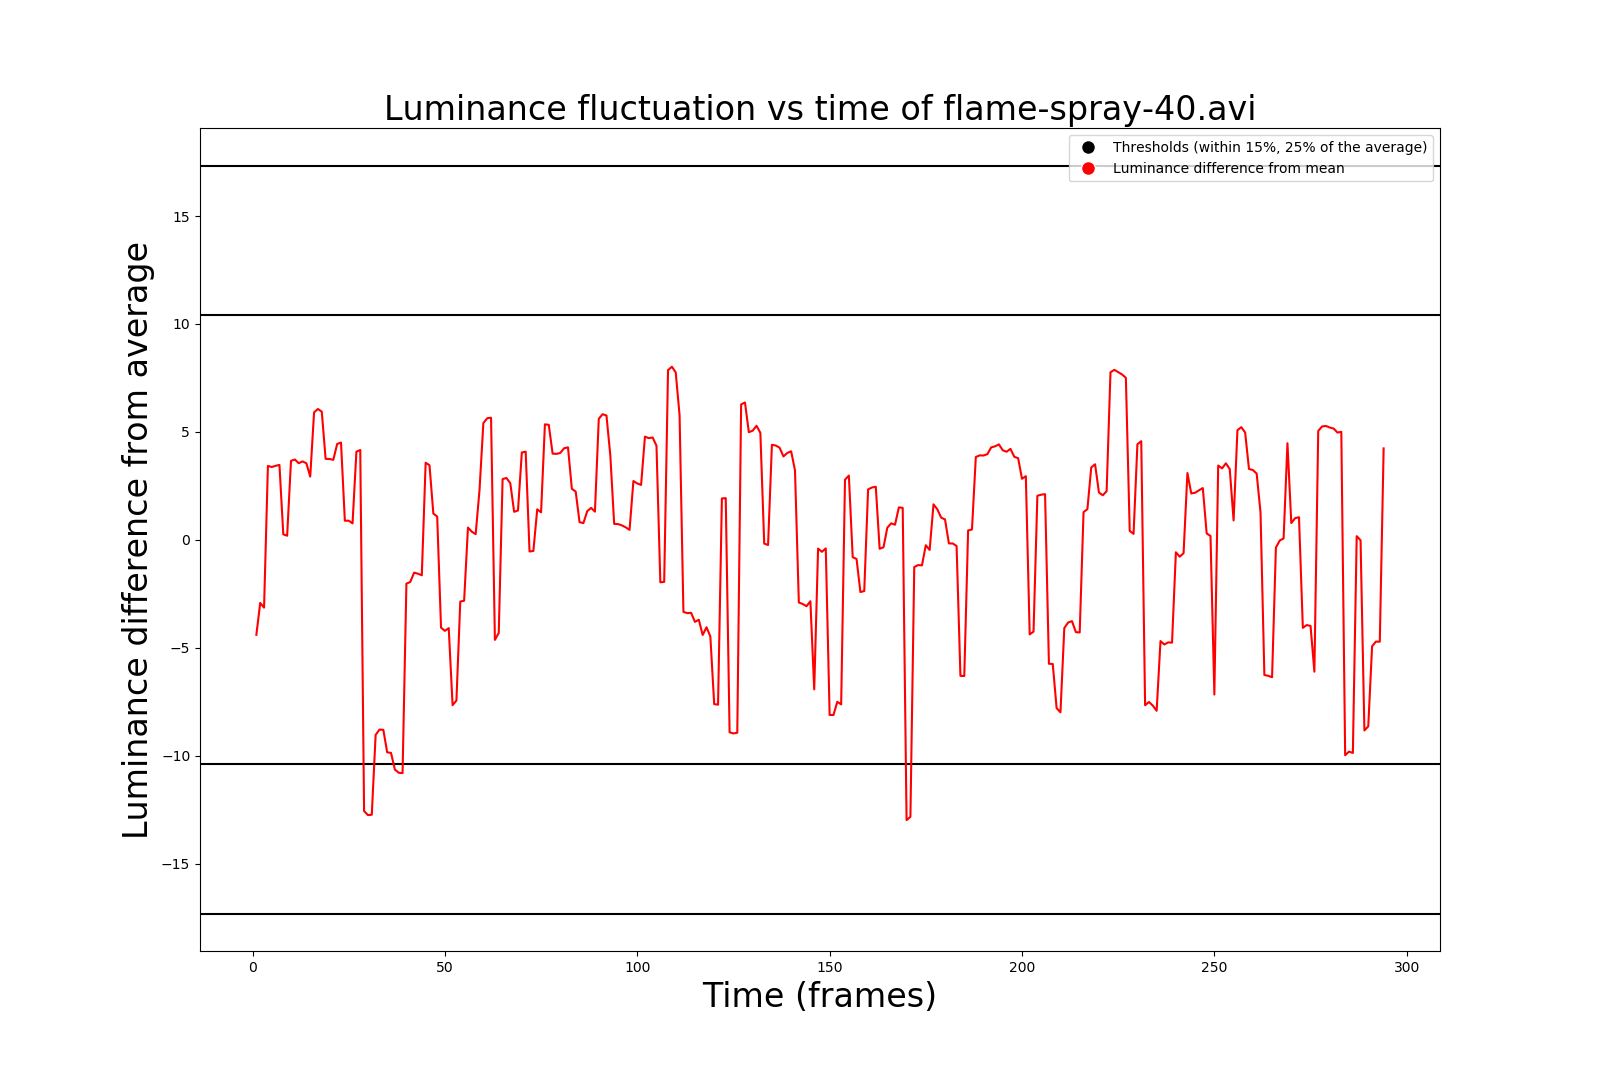 Luminance fluctuation vs time of flame-spray-40.avi
Thresholds (within 15%, 25% of the average)
Luminance difference from mean
Luminance difference from average
15
10
5
0
−5
−10
−15
0 50 100 150 200 250 300
Time (frames)